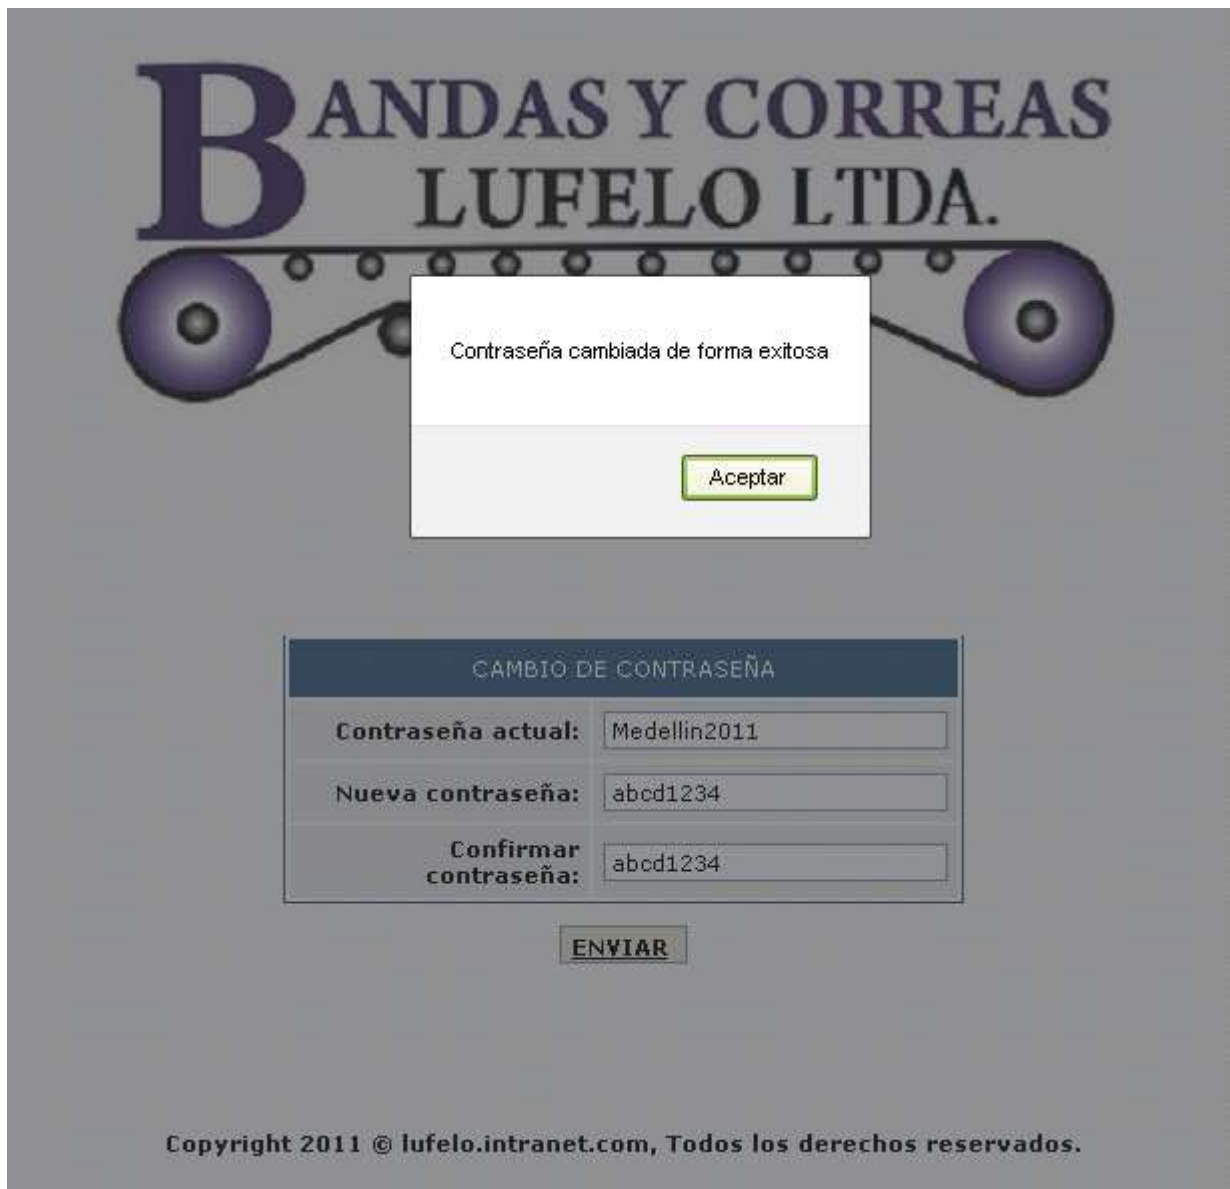 BANDAS Y CORREAS
LUFELO LTDA.
Contraseña cambiada de forma exitosa
Aceptar
CAMBIO DE CONTRASEÑA
Contraseña actual: Medellin2011
Nueva contraseña: abcd1234
Confirmar
contraseña: abcd1234
ENVIAR
Copyright 2011 © lufelo.intranet.com, Todos los derechos reservados.